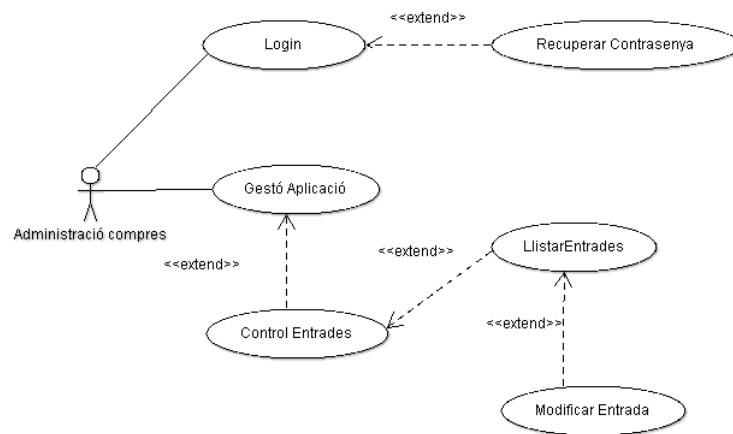 <<extend>>
Login
Recuperar Contrasenya
Gestó Aplicació
Administració compres
LlistarEntrades
<<extend>>
<<extend>>
Control Entrades
<<extend>>
Modificar Entrada